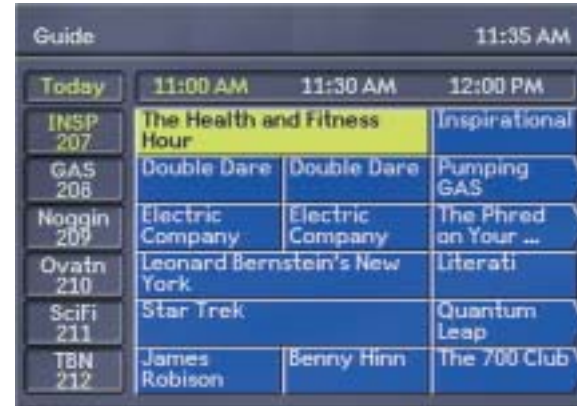 Guide 11:35 AM
Today 11:00 AM 11:30 AM 12:00 PM
INSP
207
The Health and Fitness
Hour
Inspirational
GAS
208
Double Dare
Double Dare
Pumping
GAS
Noggin
209
Electric
Company
Electric
Company
The Phred
on Your ...
Ovatn
210
Leonard Bernstein's New
York
Literati
SciFi
211
Star Trek
Quantum
Leap
TBN
212
James
Robison
Benny Hinn
The 700 Club